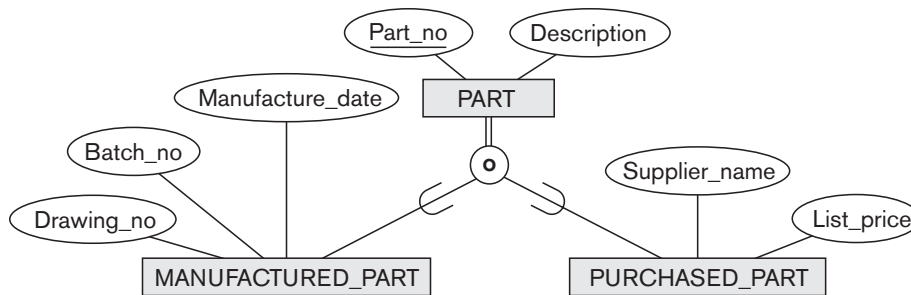 Part_no
Description
PART
Manufacture_date
o
Batch_no
Supplier_name
Drawing_no
List_price
MANUFACTURED_PART
PURCHASED_PART